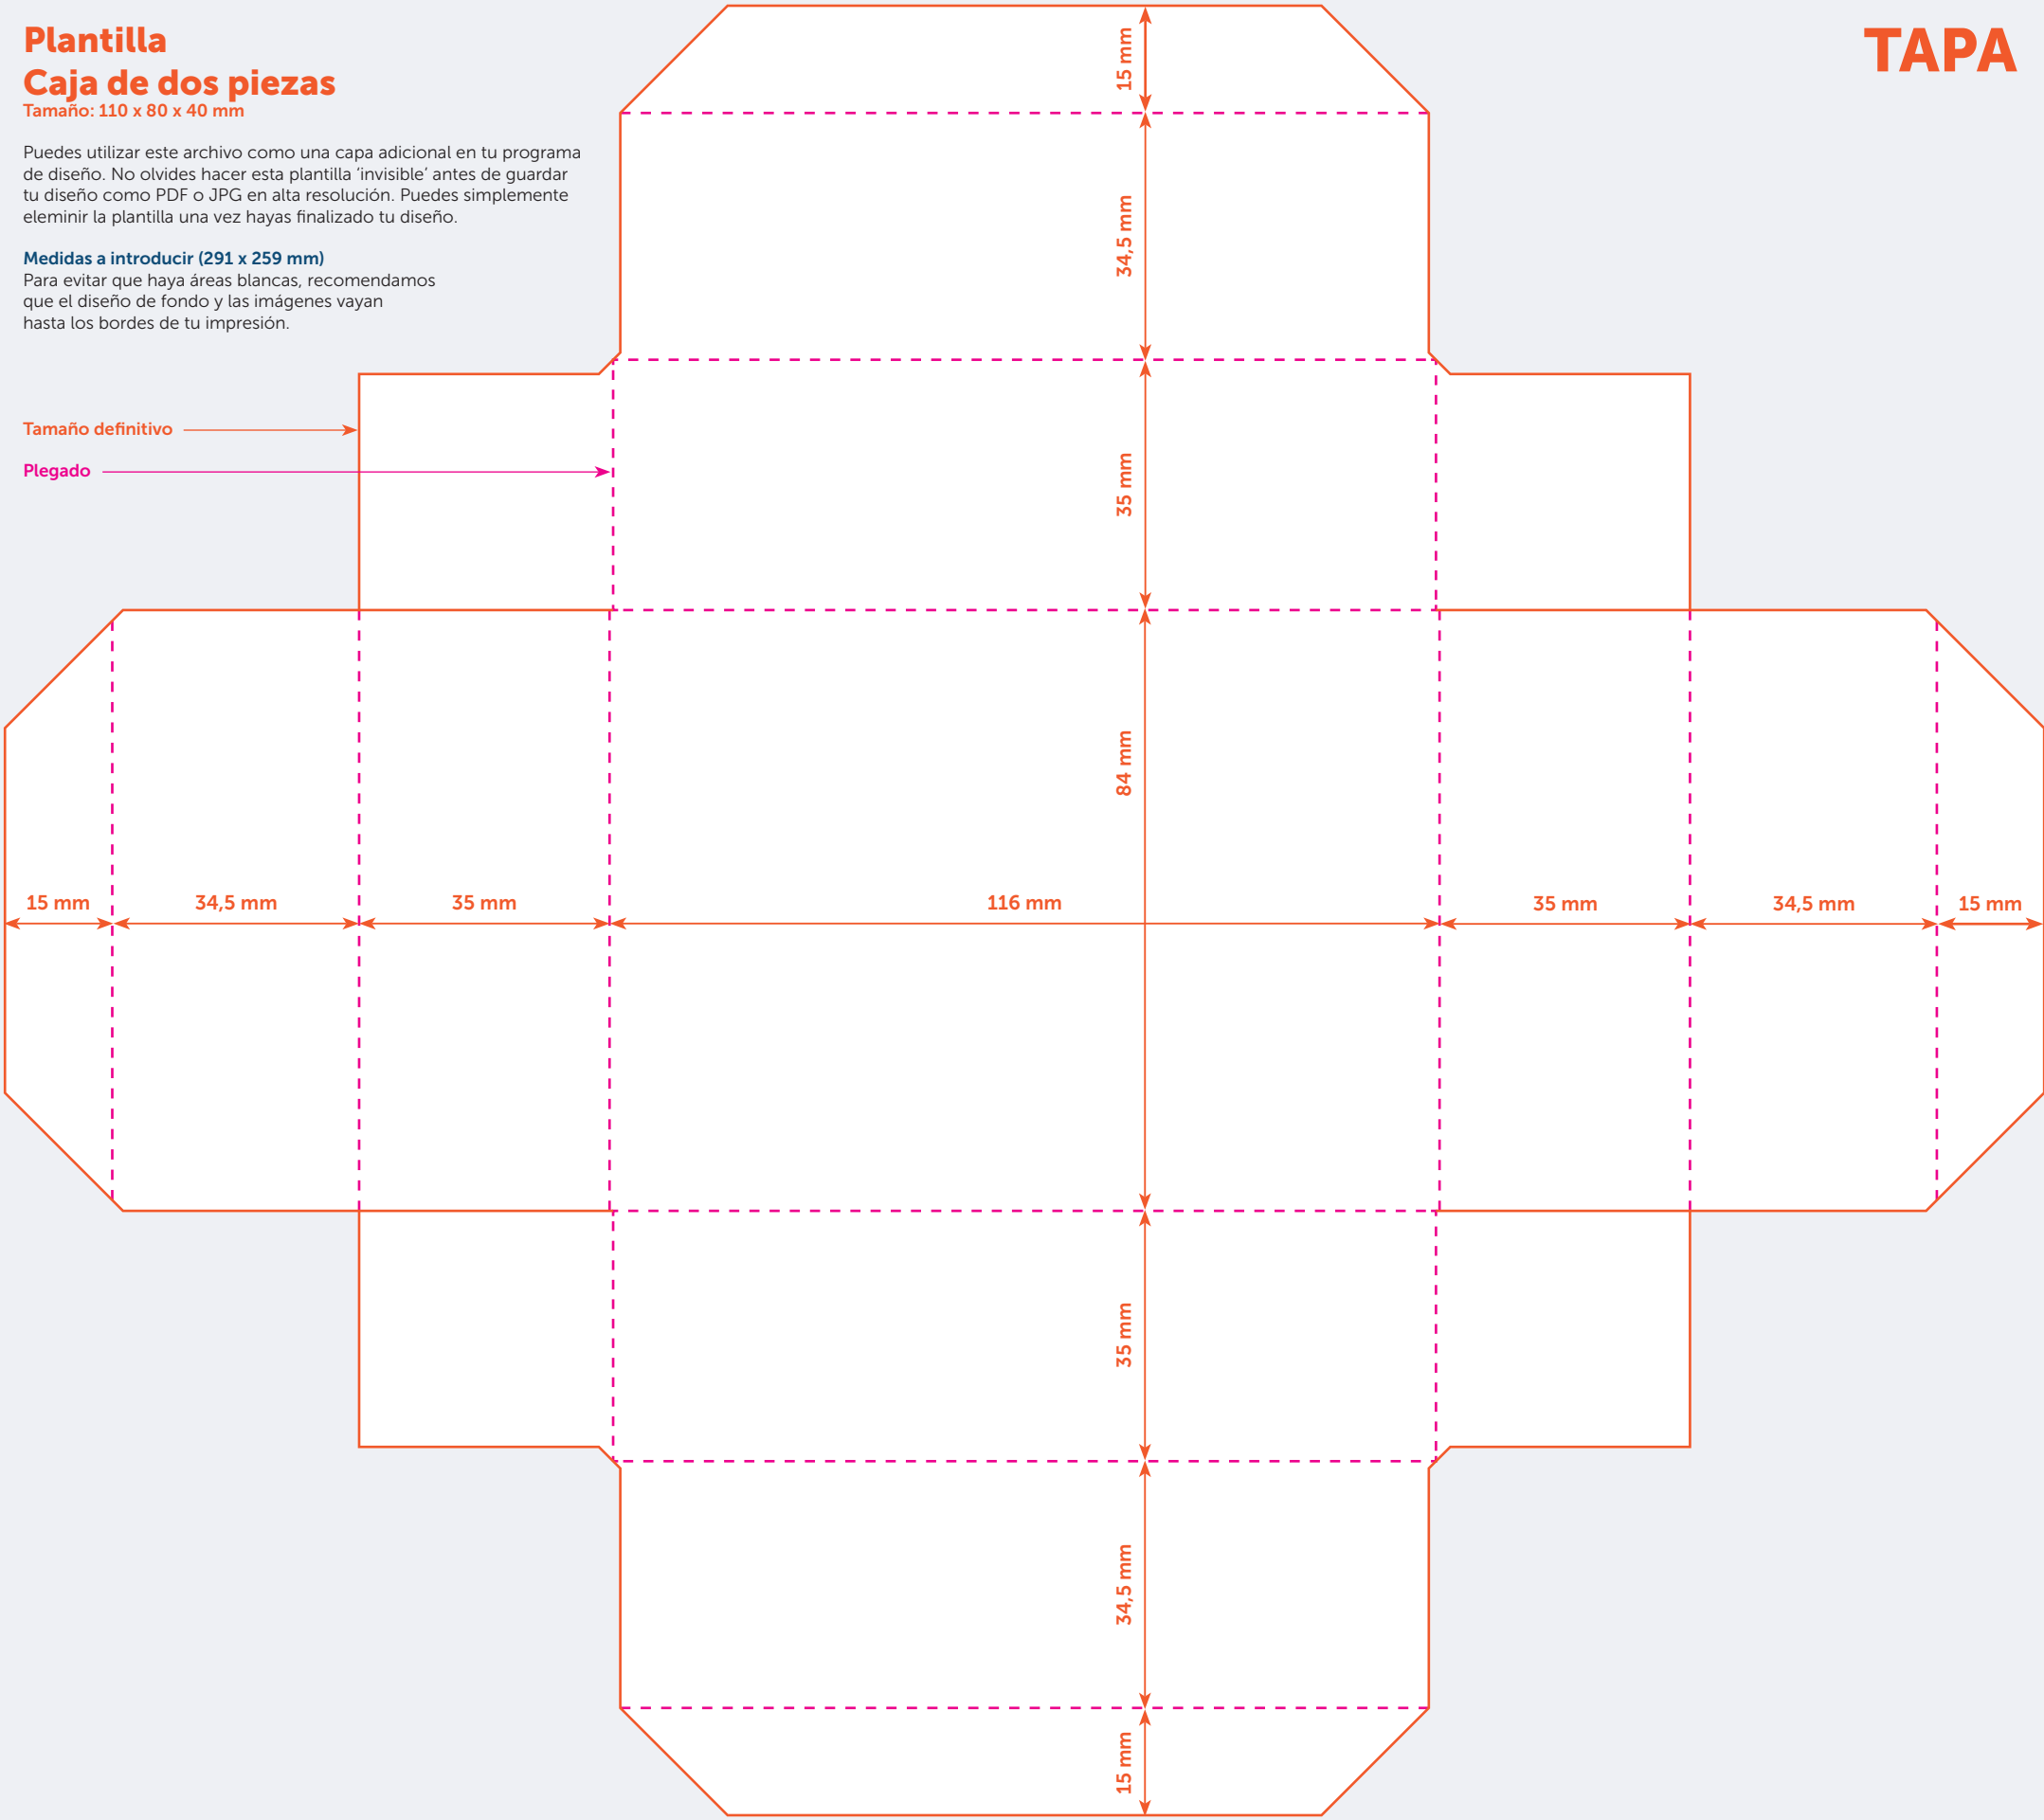 Plantilla
Caja de dos piezas
Tamaño: 110 x 80 x 40 mm
TAPA
Puedes utilizar este archivo como una capa adicional en tu programa
de diseño. No olvides hacer esta plantilla ‘invisible’ antes de guardar
tu diseño como PDF o JPG en alta resolución. Puedes simplemente
eleminir la plantilla una vez hayas finalizado tu diseño.
Medidas a introducir (291 x 259 mm)
Para evitar que haya áreas blancas, recomendamos
que el diseño de fondo y las imágenes vayan
hasta los bordes de tu impresión.
Tamaño definitivo
Plegado
15 mm
34,5 mm
35 mm
84 mm
15 mm
34,5 mm
35 mm
116 mm
35 mm
34,5 mm
15 mm
35 mm
34,5 mm
15 mm